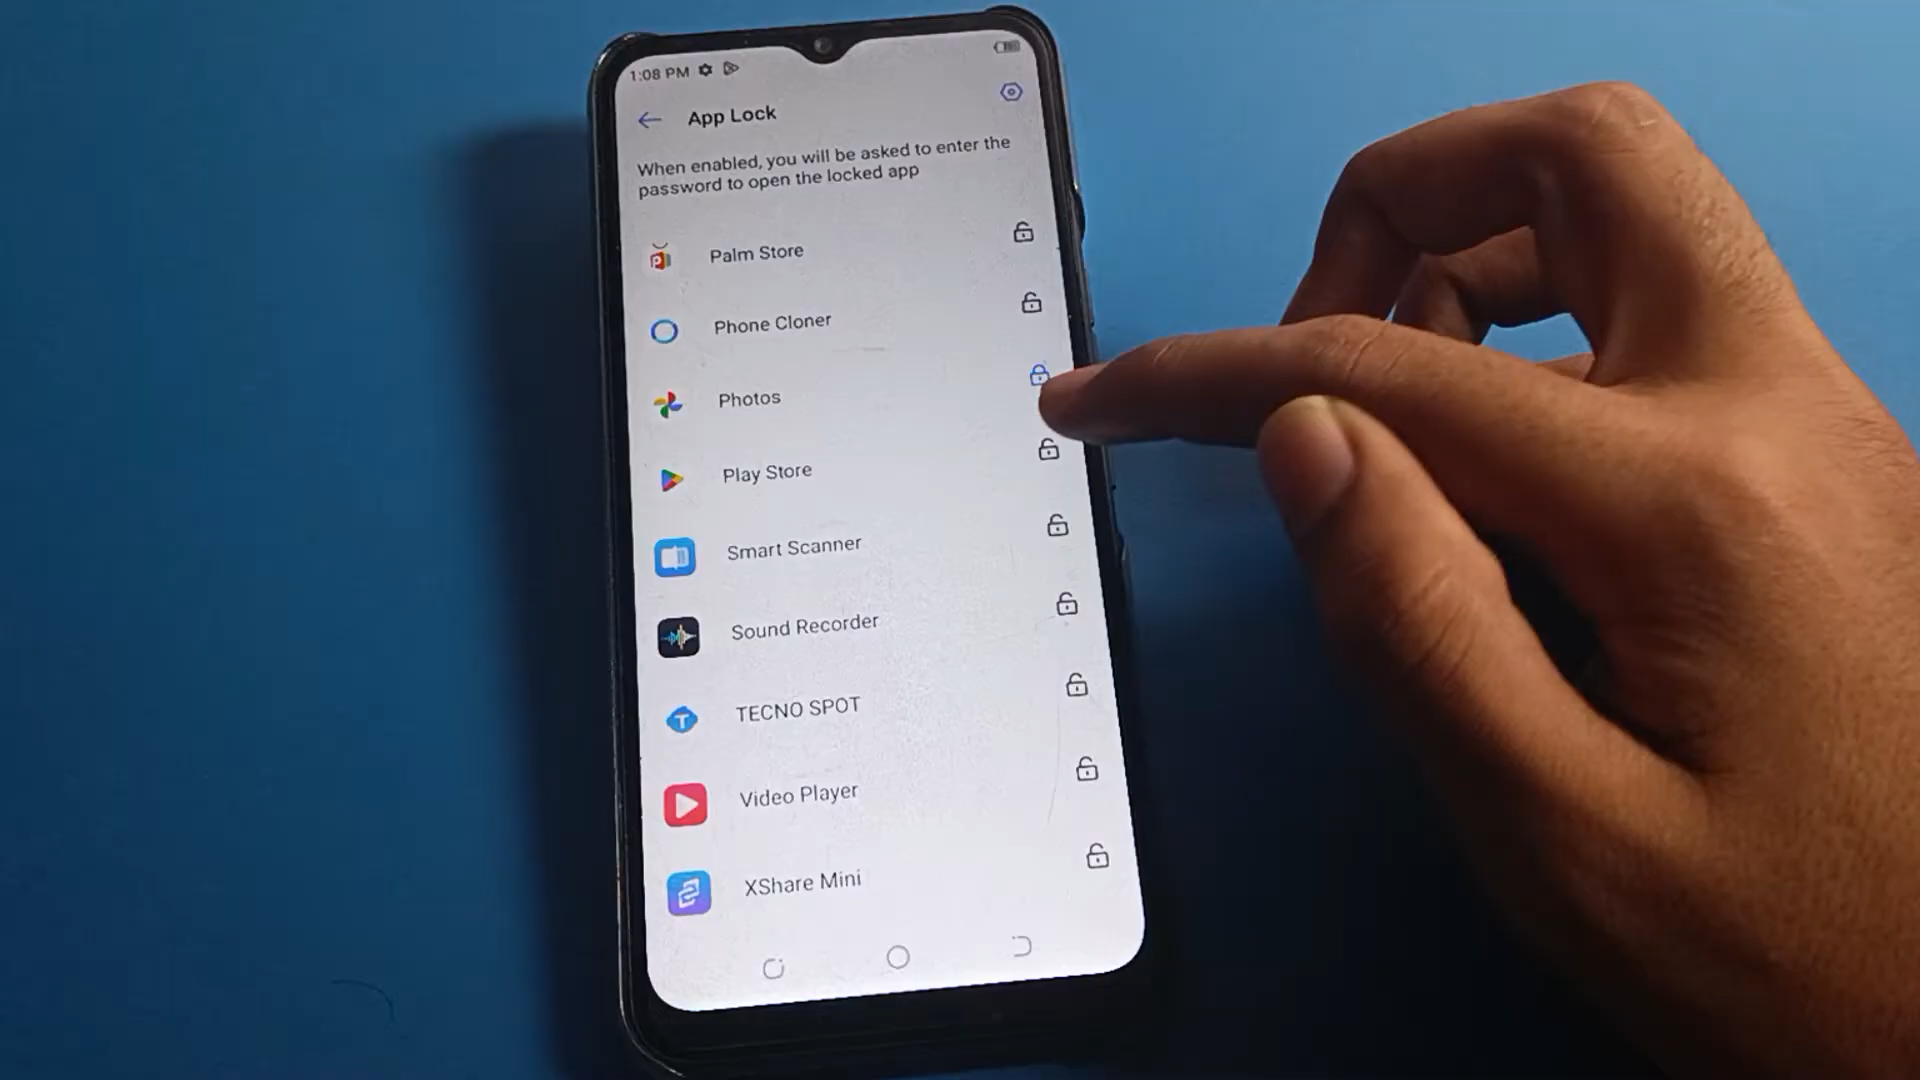 1:08 PM
App Lock
When enabled, you will be asked to enter the
password to open the locked app
Palm Store
Phone Cloner
Photos
Play Store
Smart Scanner
Sound Recorder
TECNO SPOT
Video Player
XShare Mini